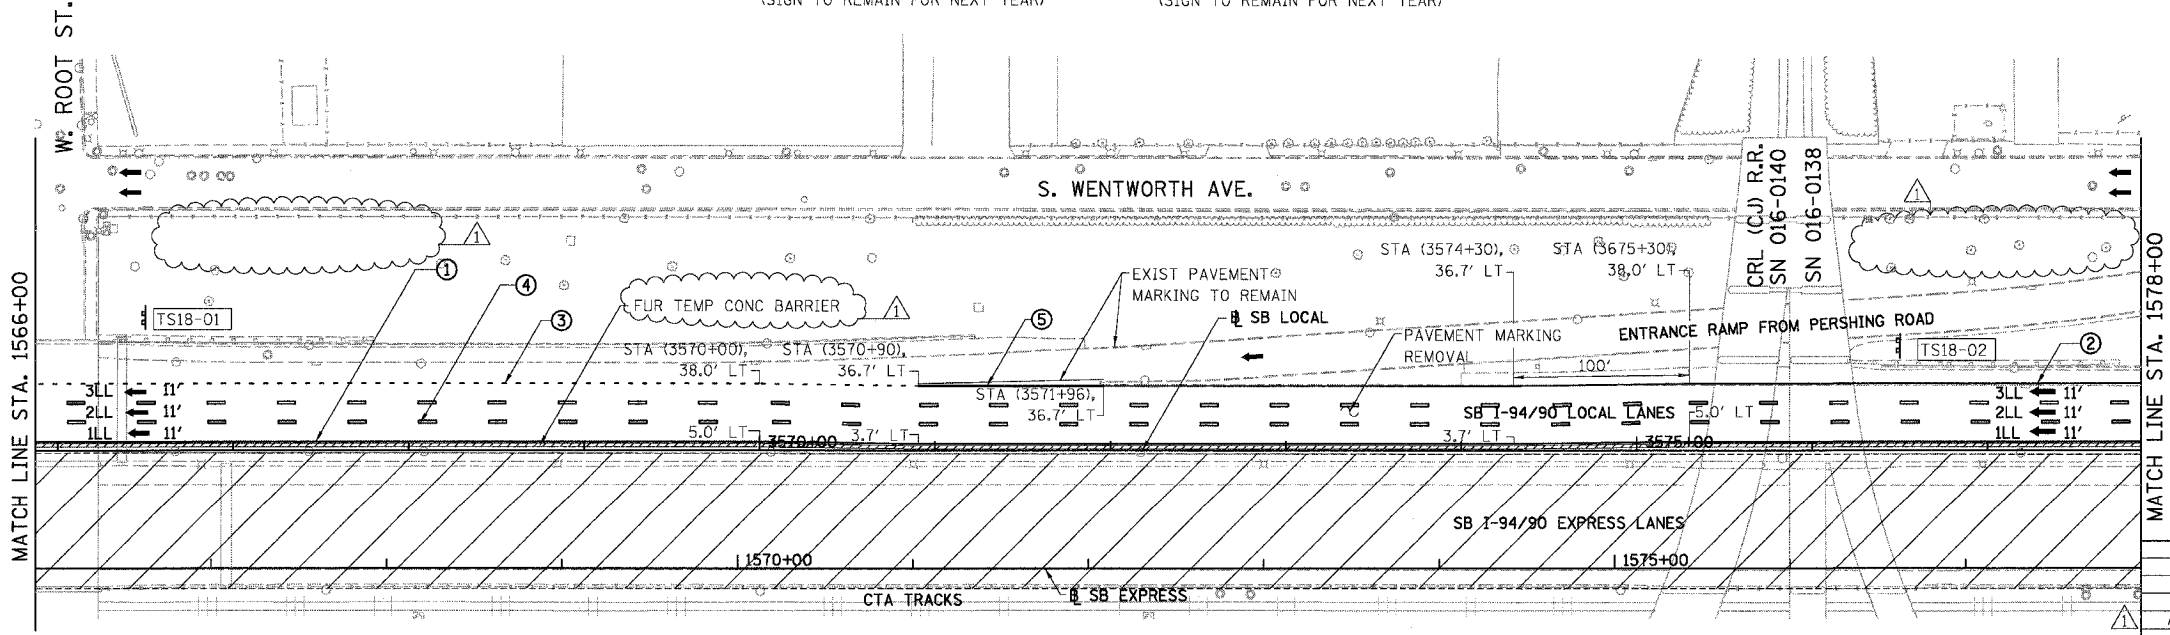 (SIGN TO REMAIN FOR NEXT YEAR)
(SIGN TO REMAIN FOR NEXT YEAR)
W. ROOT ST.
S. WENTWORTH AVE.
CRL (CJ) R.R.
SN 016-0140
SN 016-0138
1
1
1
MATCH LINE STA. 1566+00
MATCH LINE STA. 1578+00
TS18-01
1
4
3
FUR TEMP CONC BARRIER
EXIST PAVEMENT
MARKING TO REMAIN
5
STA (3574+30),
36.7' LT
STA (3675+30),
38.0' LT
B SB LOCAL
PAVEMENT MARKING
REMOVAL
ENTRANCE RAMP FROM PERSHING ROAD
TS18-02
2
STA (3570+00),
38.0' LT
STA (3570+90),
36.7' LT
100'
STA (3571+96),
36.7' LT
3LL 11'
2LL 11'
1LL 11'
SB I-94/90 LOCAL LANES
5.0' LT
3LL 11'
2LL 11'
1LL 11'
5.0' LT
3570+00
3.7' LT
3.7' LT
3575+00
SB I-94/90 EXPRESS LANES
1570+00
1575+00
CTA TRACKS
B SB EXPRESS
1